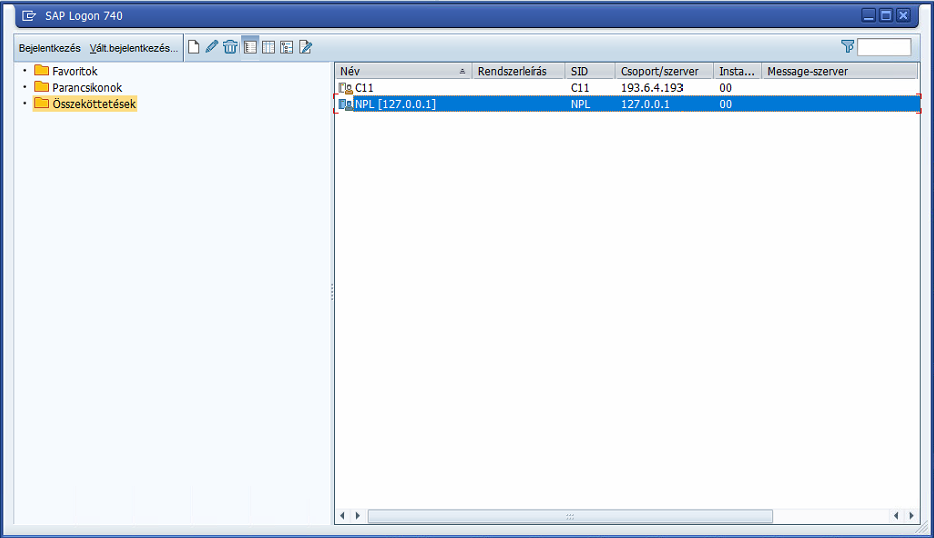 SAP Logon 740
Bejelentkezés Vált.bejelentkezés...
Favoritok
Parancsikonok
Összeköttetések
Név Rendszerleírás SID Csoport/szerver Insta... Message-szerver
C11 C11 193.6.4.193 00
NPL [127.0.0.1] NPL 127.0.0.1 00